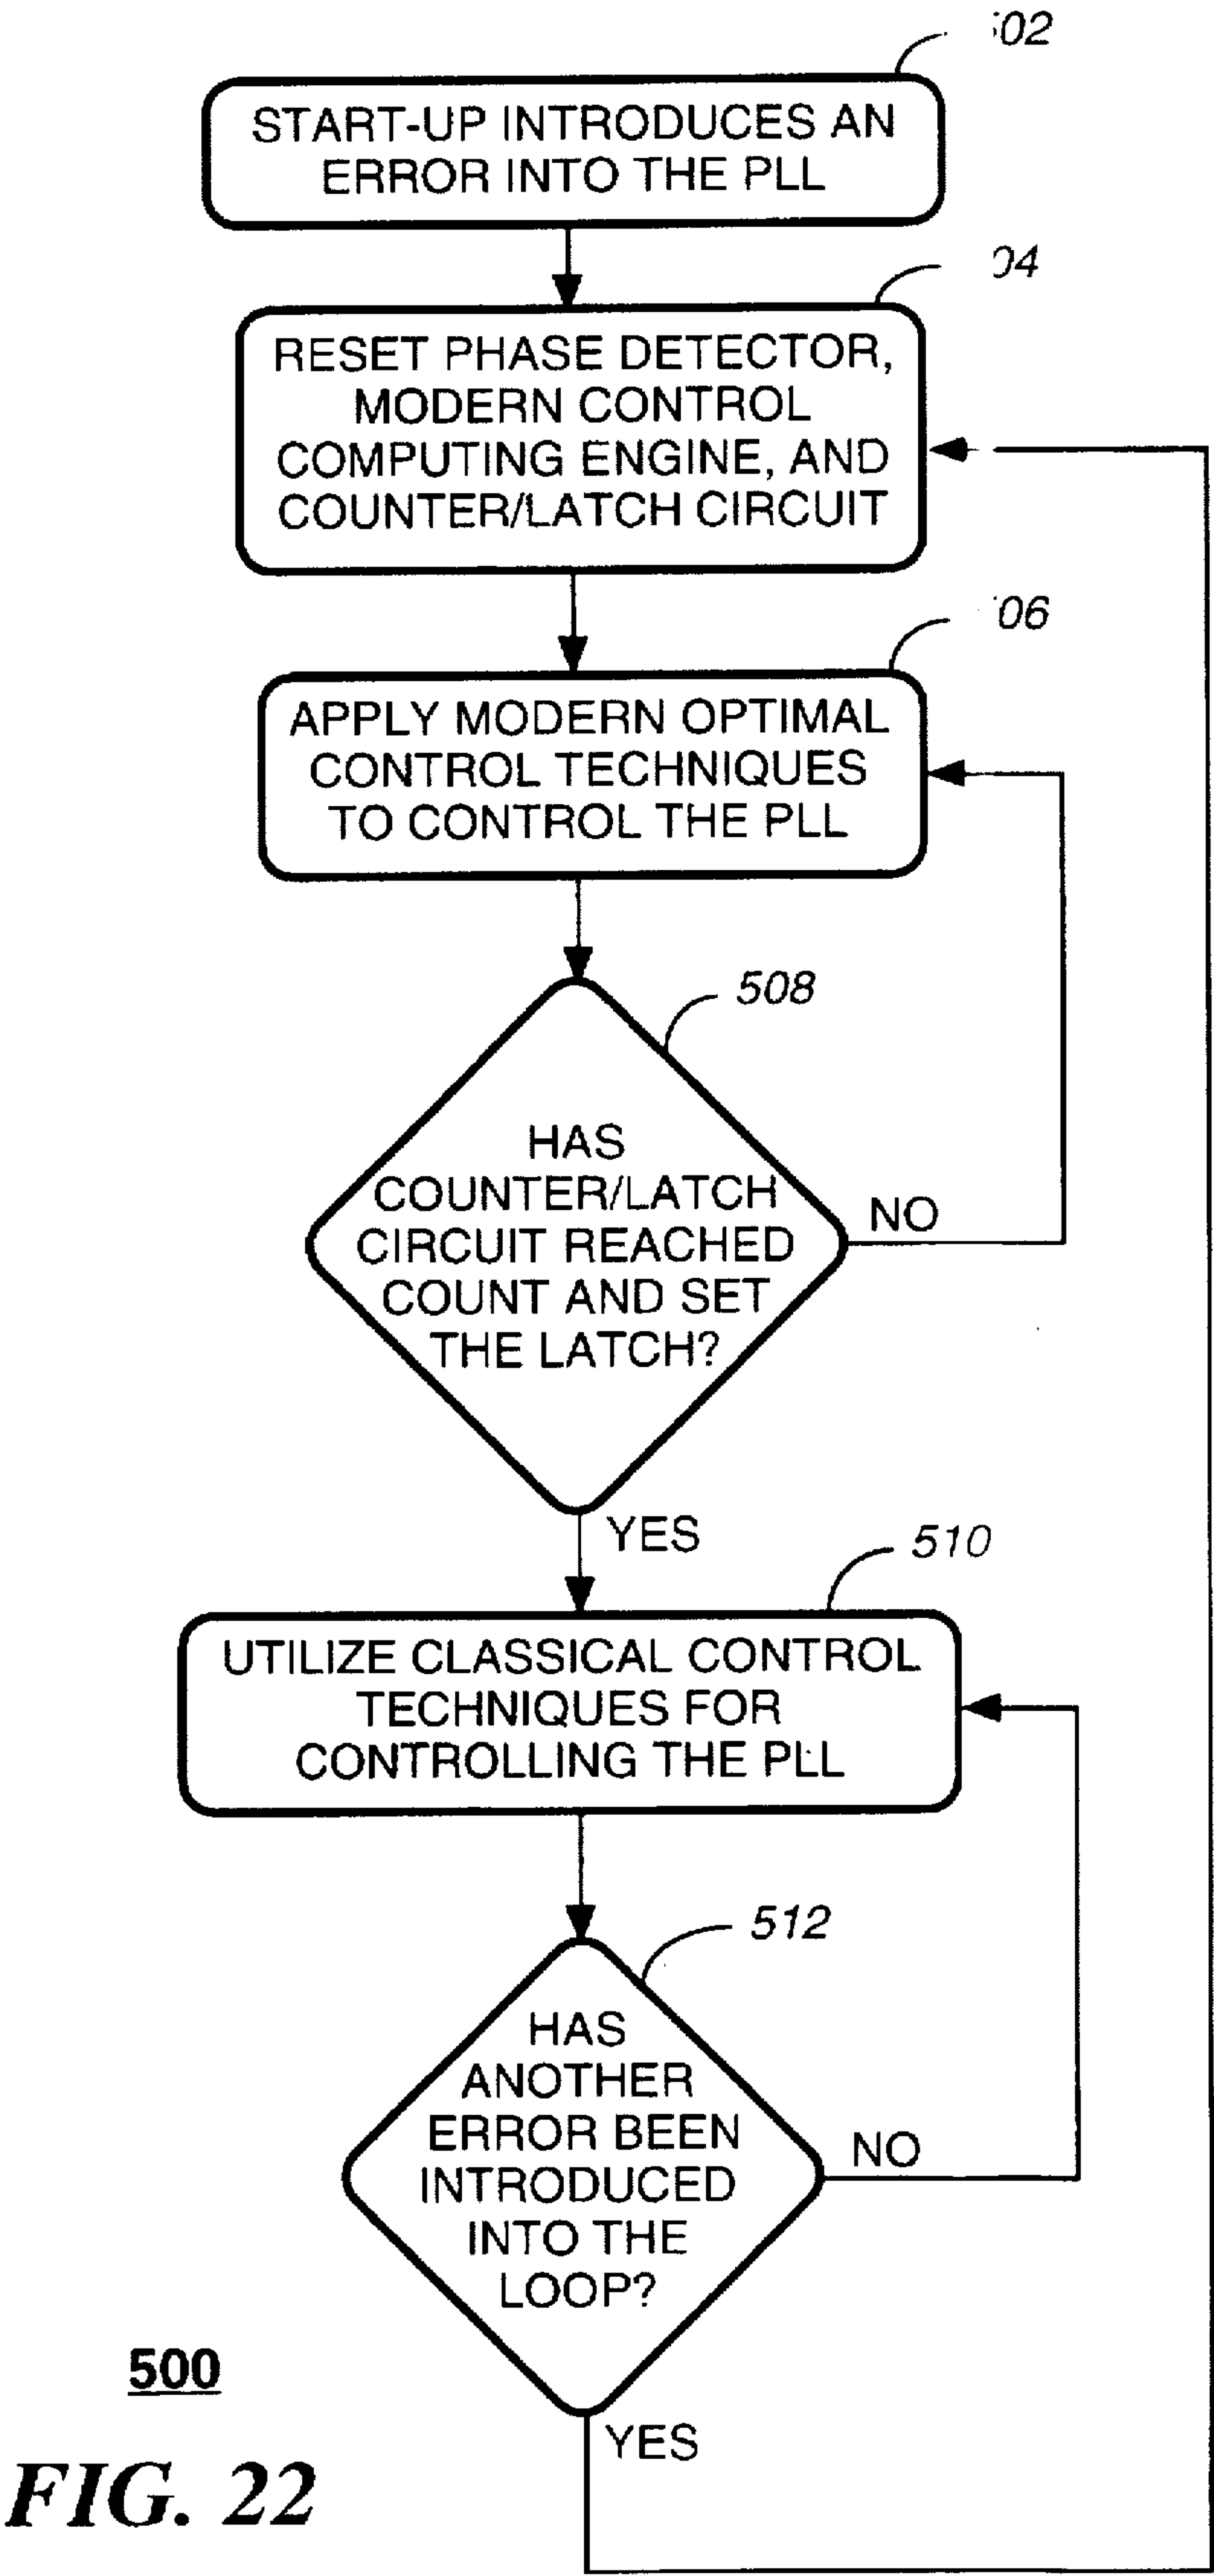 02
START-UP INTRODUCES AN
ERROR INTO THE PLL
04
RESET PHASE DETECTOR,
MODERN CONTROL
COMPUTING ENGINE, AND
COUNTER/LATCH CIRCUIT
06
APPLY MODERN OPTIMAL
CONTROL TECHNIQUES
TO CONTROL THE PLL
508
HAS
COUNTER/LATCH
CIRCUIT REACHED
COUNT AND SET
THE LATCH?
NO
YES
510
UTILIZE CLASSICAL CONTROL
TECHNIQUES FOR
CONTROLLING THE PLL
512
HAS
ANOTHER
ERROR BEEN
INTRODUCED
INTO THE
LOOP?
NO
YES
500
FIG. 22